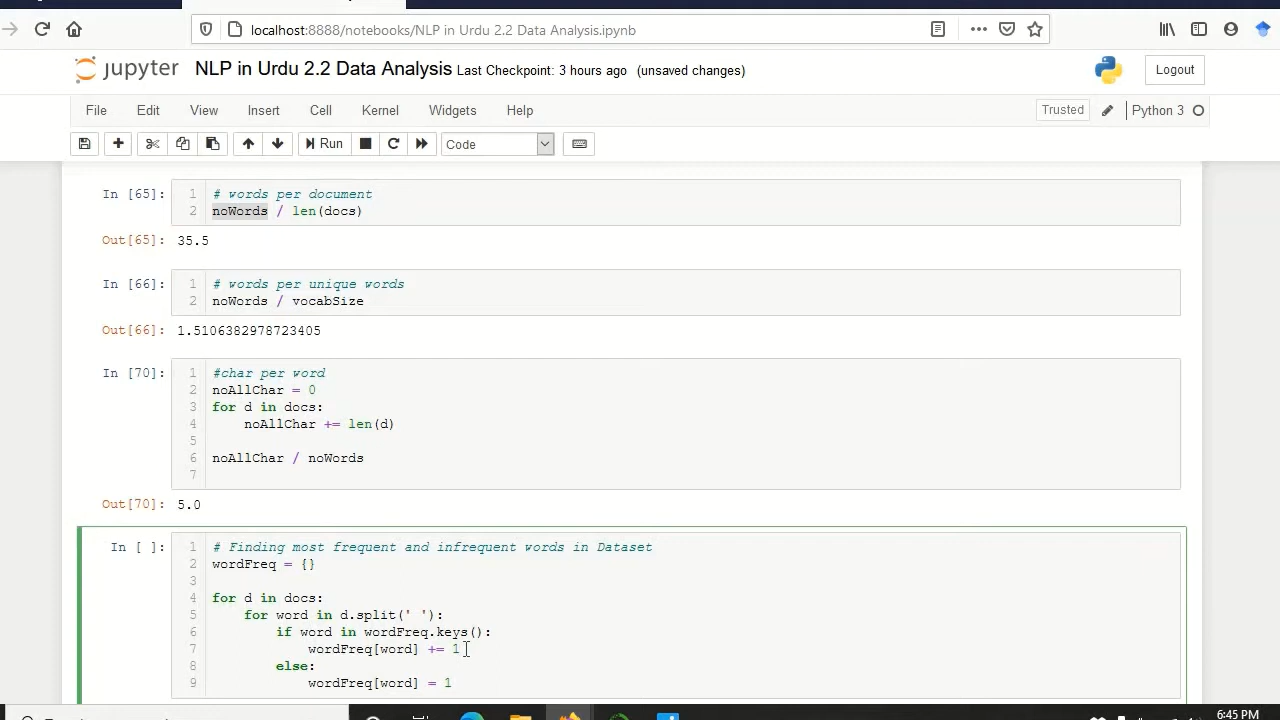 localhost:8888/notebooks/NLP in Urdu 2.2 Data Analysis.ipynb
jupyter NLP in Urdu 2.2 Data Analysis Last Checkpoint: 3 hours ago (unsaved changes) Logout
File Edit View Insert Cell Kernel Widgets Help Trusted Python 3
Run Code
In [65]: 1 # words per document
2 noWords / len(docs)
Out[65]: 35.5
In [66]: 1 # words per unique words
2 noWords / vocabSize
Out[66]: 1.5106382978723405
In [70]: 1 #char per word
2 noAllChar = 0
3 for d in docs:
4 noAllChar += len(d)
5
6 noAllChar / noWords
7
Out[70]: 5.0
In [ ]: 1 # Finding most frequent and infrequent words in Dataset
2 wordFreq = {}
3
4 for d in docs:
5 for word in d.split(' '):
6 if word in wordFreq.keys():
7 wordFreq[word] += 1
8 else:
9 wordFreq[word] = 1
6:45 PM